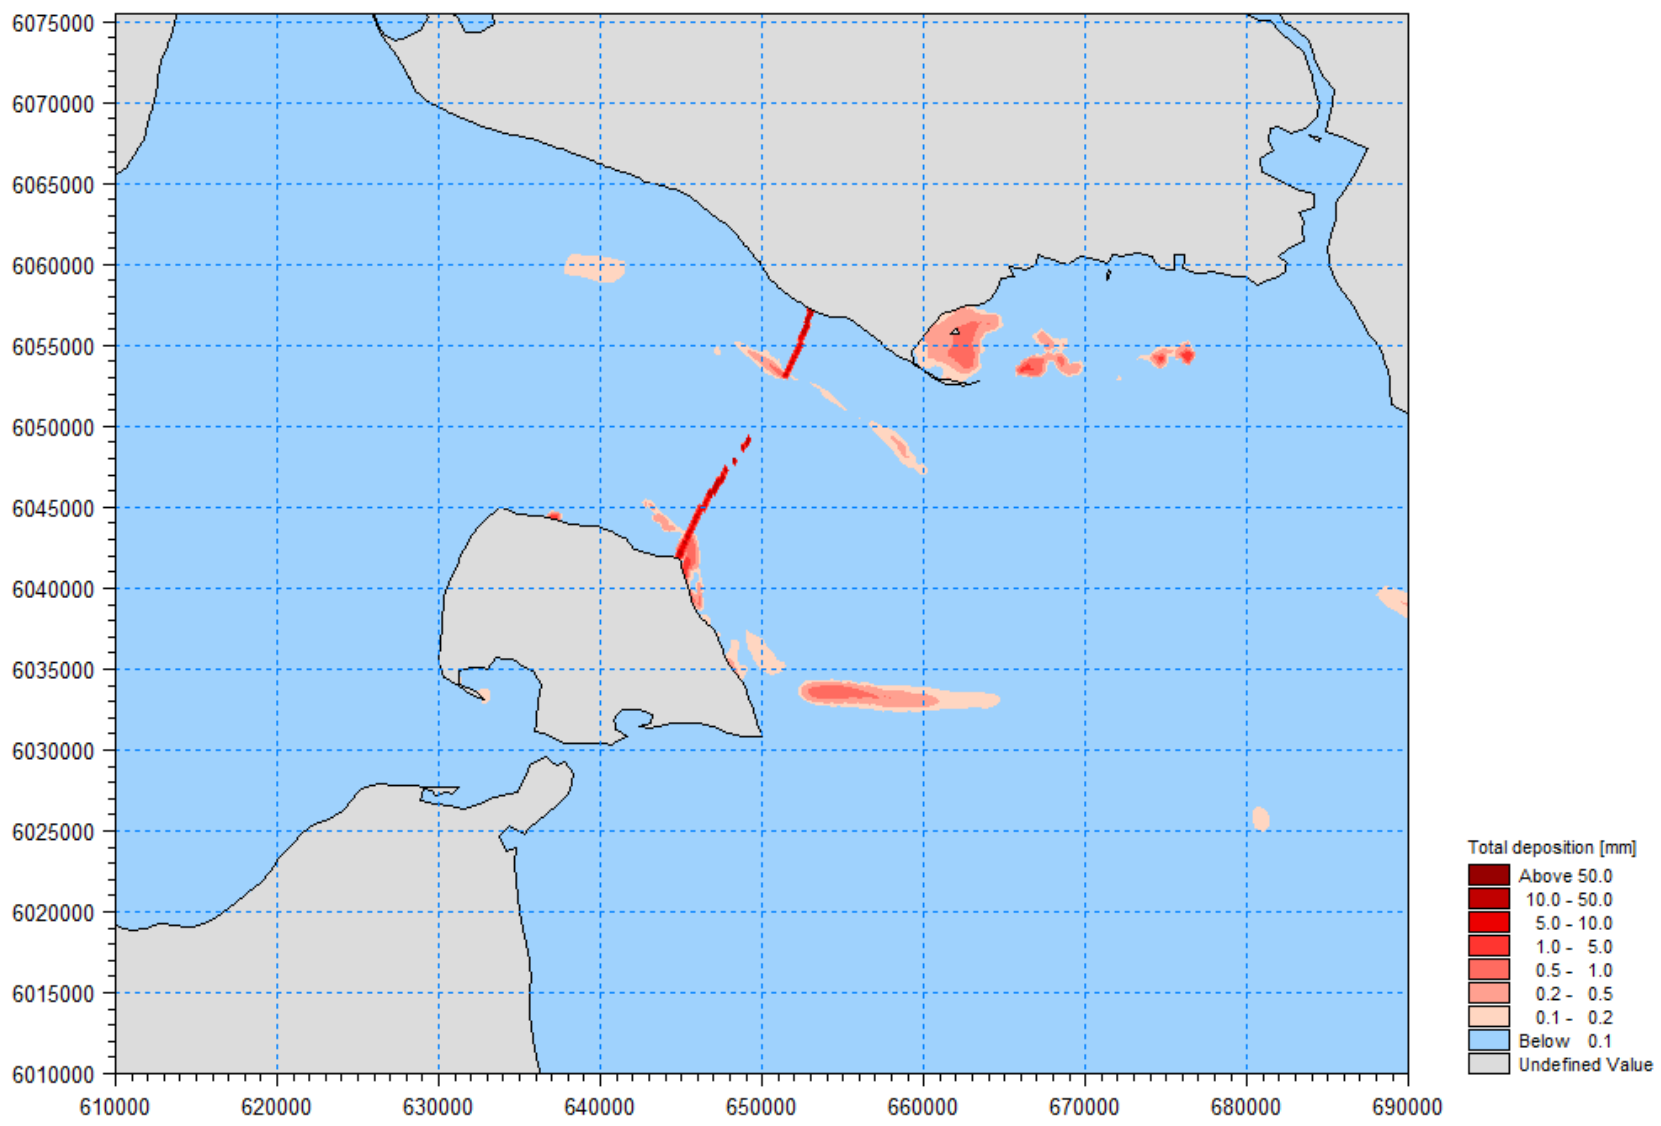 6075000
6070000
6065000
6060000
6055000
6050000
6045000
6040000
6035000
6030000
6025000
6020000
6015000
6010000
610000 620000 630000 640000 650000 660000 670000 680000 690000
Total deposition [mm]
Above 50.0
10.0 - 50.0
5.0 - 10.0
1.0 - 5.0
0.5 - 1.0
0.2 - 0.5
0.1 - 0.2
Below 0.1
Undefined Value